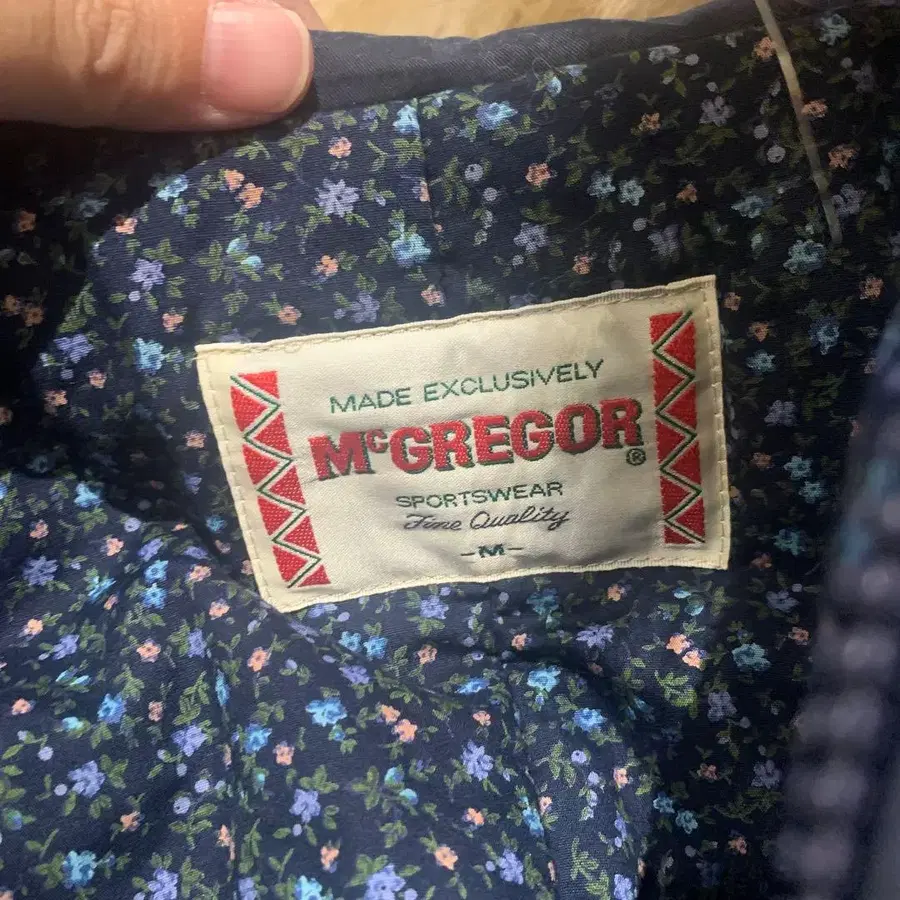 MADE EXCLUSIVELY
McGREGOR®
SPORTSWEAR
Fine Quality
-M-